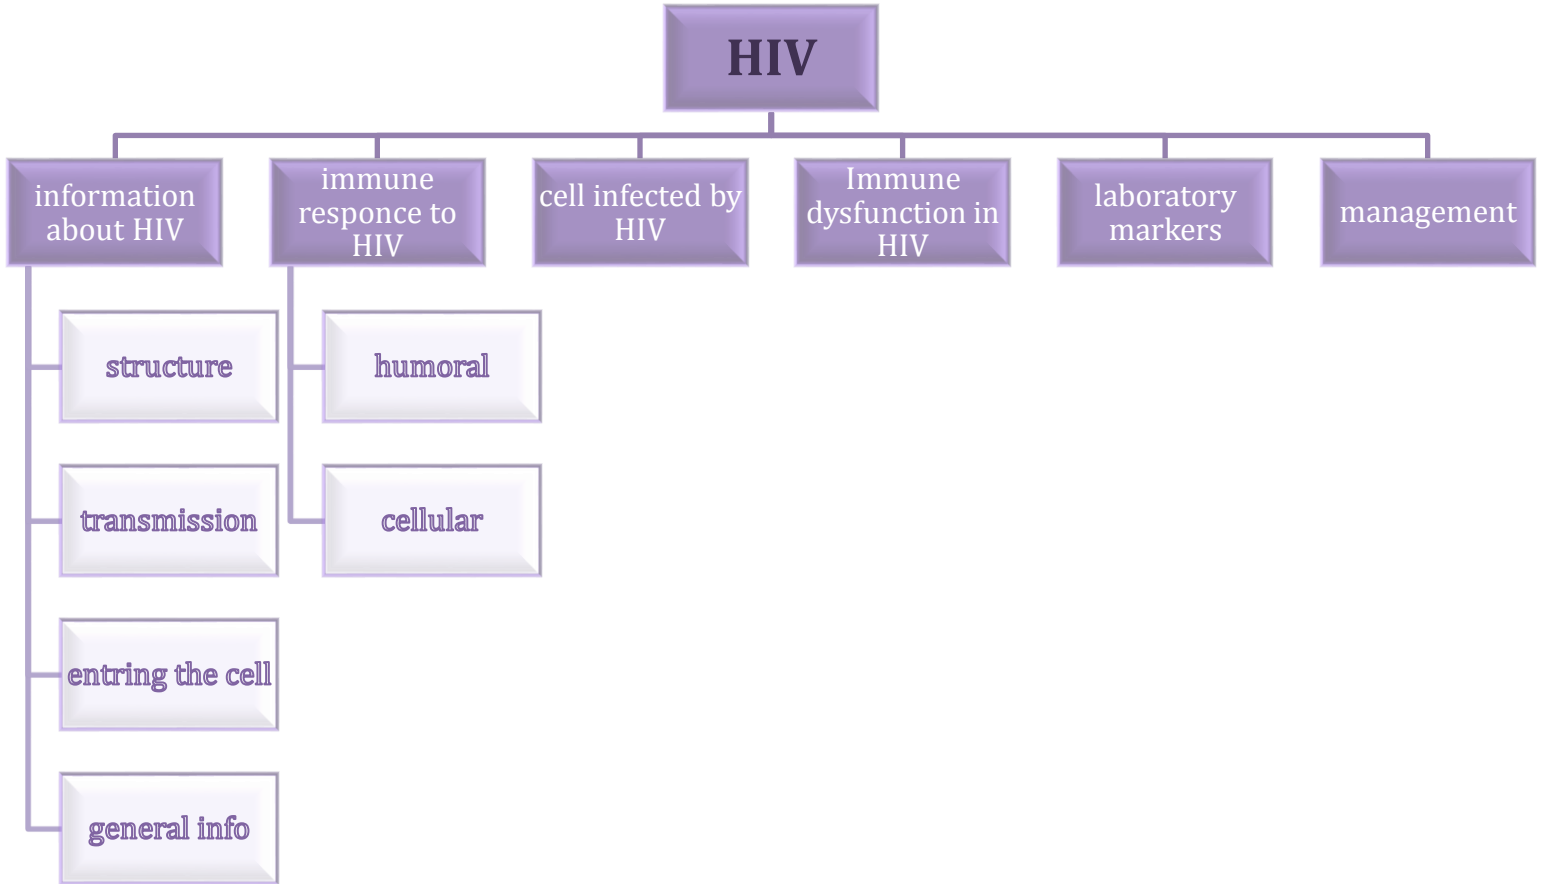 HIV
information
about HIV
immune
responce to
HIV
cell infected by
HIV
Immune
dysfunction in
HIV
laboratory
markers
management
structure
transmission
entring the cell
general info
humoral
cellular